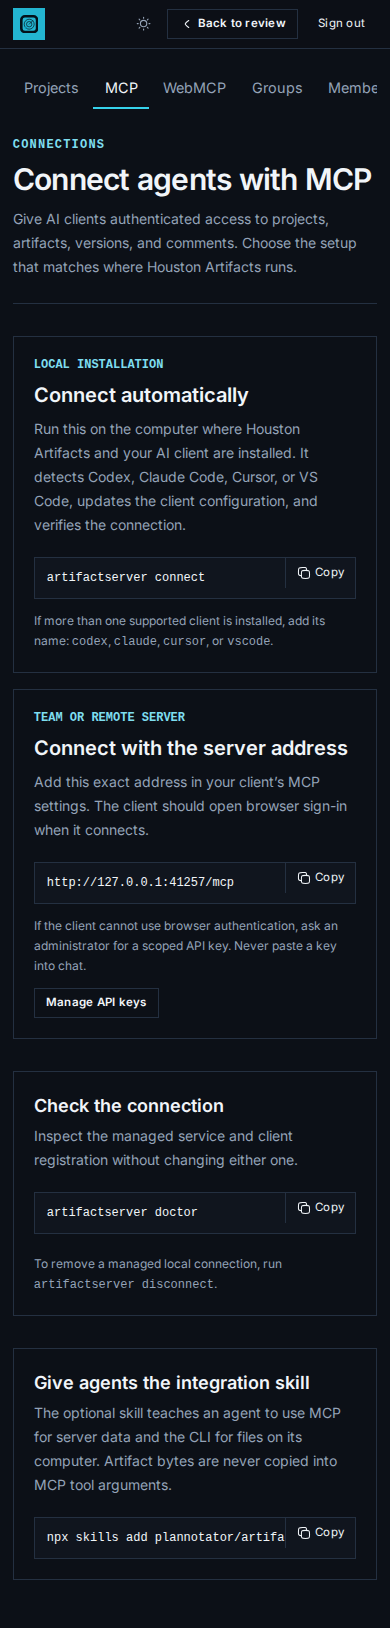 Back to review
Sign out
Projects
MCP
WebMCP
Groups
Membe
CONNECTIONS
Connect agents with MCP
Give AI clients authenticated access to projects,
artifacts, versions, and comments. Choose the setup
that matches where Houston Artifacts runs.
LOCAL INSTALLATION
Connect automatically
Run this on the computer where Houston
Artifacts and your AI client are installed. It
detects Codex, Claude Code, Cursor, or VS
Code, updates the client configuration, and
verifies the connection.
artifactserver connect
Copy
If more than one supported client is installed, add its
name: codex, claude, cursor, or vscode.
TEAM OR REMOTE SERVER
Connect with the server address
Add this exact address in your client’s MCP
settings. The client should open browser sign-in
when it connects.
http://127.0.0.1:41257/mcp
Copy
If the client cannot use browser authentication, ask an
administrator for a scoped API key. Never paste a key
into chat.
Manage API keys
Check the connection
Inspect the managed service and client
registration without changing either one.
artifactserver doctor
Copy
To remove a managed local connection, run
artifactserver disconnect.
Give agents the integration skill
The optional skill teaches an agent to use MCP
for server data and the CLI for files on its
computer. Artifact bytes are never copied into
MCP tool arguments.
npx skills add plannotator/artifa
Copy